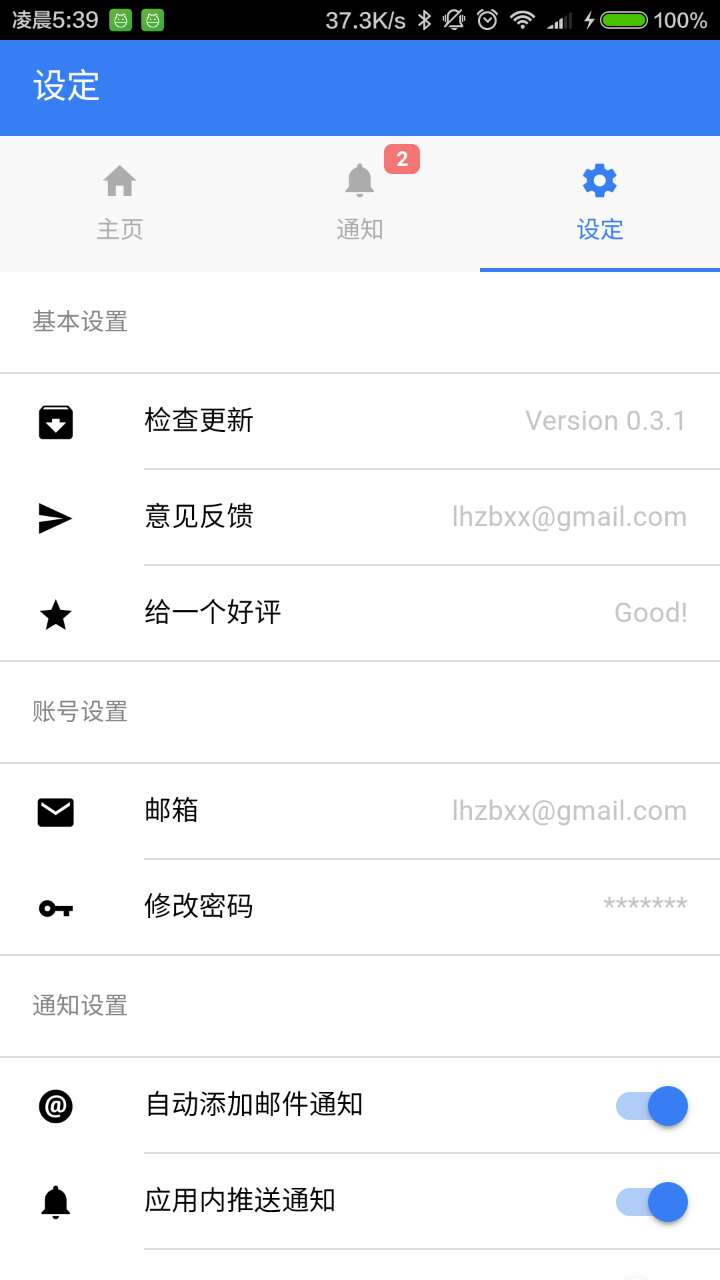 凌晨5:39 37.3K/s 100%
设定
主页
通知
2
设定
基本设置
检查更新 Version 0.3.1
意见反馈 lhzbxx@gmail.com
给一个好评 Good!
账号设置
邮箱 lhzbxx@gmail.com
修改密码 *******
通知设置
自动添加邮件通知
应用内推送通知